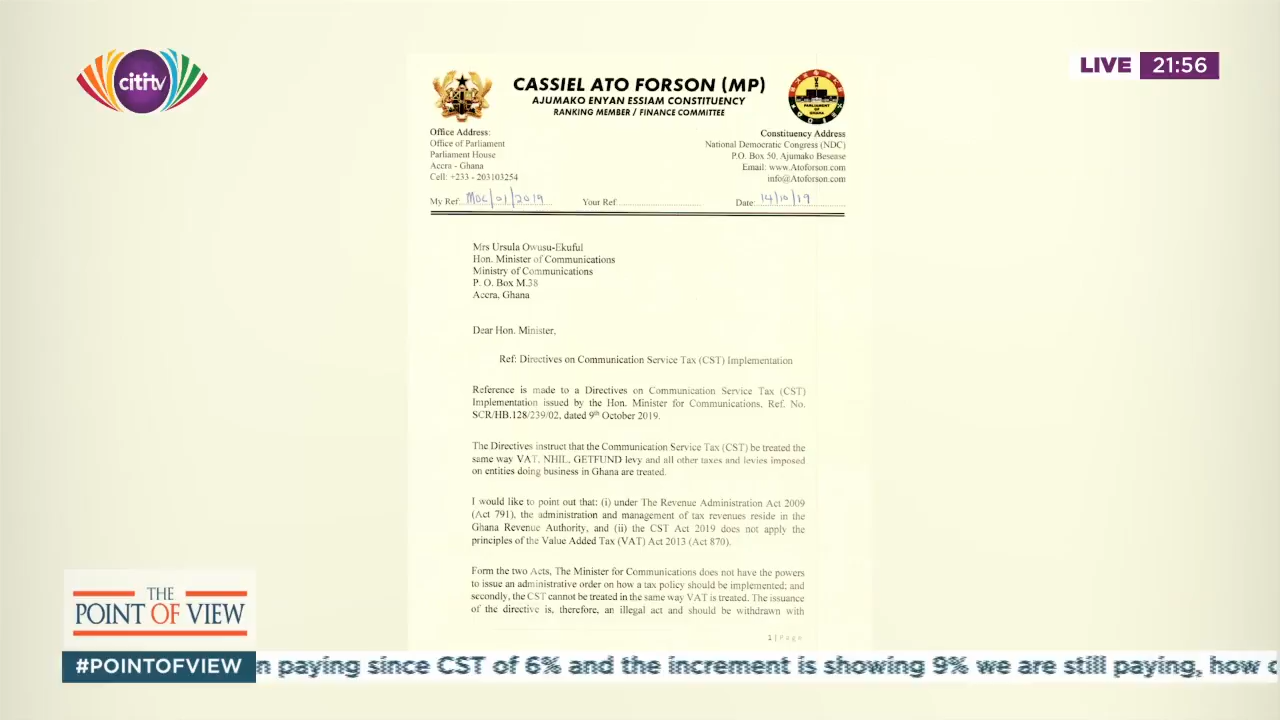 citi tv
LIVE 21:56
CASSIEL ATO FORSON (MP)
AJUMAKO ENYAN ESSIAM CONSTITUENCY
RANKING MEMBER / FINANCE COMMITTEE
PARLIAMENT
OF
GHANA
Office Address:
Office of Parliament
Parliament House
Accra - Ghana
Cell: +233 - 203103254
Constituency Address
National Democratic Congress (NDC)
P.O. Box 50, Ajumako Besease
Email: www.Atoforson.com
info@Atoforson.com
My Ref: MOC/01/2019 Your Ref Date: 14/10/19
Mrs Ursula Owusu-Ekuful
Hon. Minister of Communications
Ministry of Communications
P. O. Box M.38
Accra, Ghana
Dear Hon. Minister,
Ref: Directives on Communication Service Tax (CST) Implementation
Reference is made to a Directives on Communication Service Tax (CST)
Implementation issued by the Hon. Minister for Communications, Ref. No.
SCR/HB.128/239/02, dated 9th October 2019.
The Directives instruct that the Communication Service Tax (CST) be treated the
same way VAT, NHIL, GETFUND levy and all other taxes and levies imposed
on entities doing business in Ghana are treated.
I would like to point out that: (i) under The Revenue Administration Act 2009
(Act 791), the administration and management of tax revenues reside in the
Ghana Revenue Authority, and (ii) the CST Act 2019 does not apply the
principles of the Value Added Tax (VAT) Act 2013 (Act 870).
Form the two Acts, The Minister for Communications does not have the powers
to issue an administrative order on how a tax policy should be implemented; and
secondly, the CST cannot be treated in the same way VAT is treated. The issuance
of the directive is, therefore, an illegal act and should be withdrawn with
1 | Page
THE
POINT OF VIEW
#POINTOFVIEW
n paying since CST of 6% and the increment is showing 9% we are still paying, how